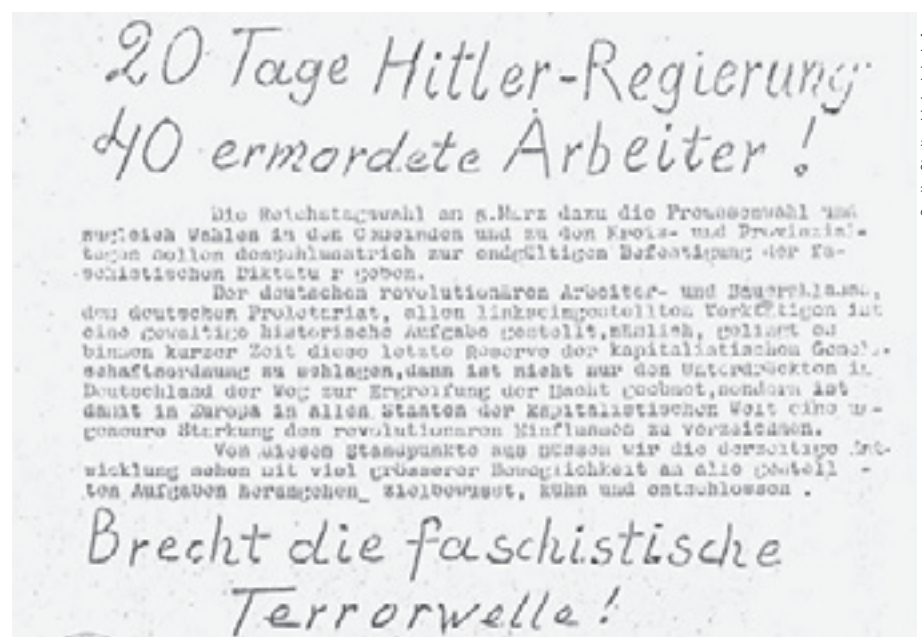 20 Tage Hitler-Regierung
40 ermordete Arbeiter!
Die Reichstagswahl am 5.März dazu die Preussenwahl und
zugleich Wahlen in den Gemeinden und zu den Kreis- und Provinzial-
tagen sollen den schlusstrich zur endgültigen Befestigung der fa-
schistischen Diktatu r geben.
Der deutschen revolutionären Arbeiter- und Bauernklasse,
dem deutschen Proletariat, allen linkseingestellten Werktätigen ist
eine gewaltige historische Aufgabe gestellt,nämlich, gelingt es
binnen kurzer Zeit diese letzte Reserve der kapitalistischen Gesell-
schaftsordnung zu schlagen,dann ist nicht nur den Unterdrückten in
Deutschland der Weg zur Ergreifung der Macht geebnet,sondern ist
damit in Europa in allen Staaten der kapitalistischen Welt eine un-
geheure Stärkung des revolutionären Einflusses zu verzeichnen.
Von diesen Standpunkte aus müssen wir die derzeitige Ent-
wicklung sehen mit viel grösserer Beweglichkeit an alle gestell -
ten Aufgaben herangehen_ zielbewusst, kühn und entschlossen .
Brecht die faschistische
Terrorwelle!